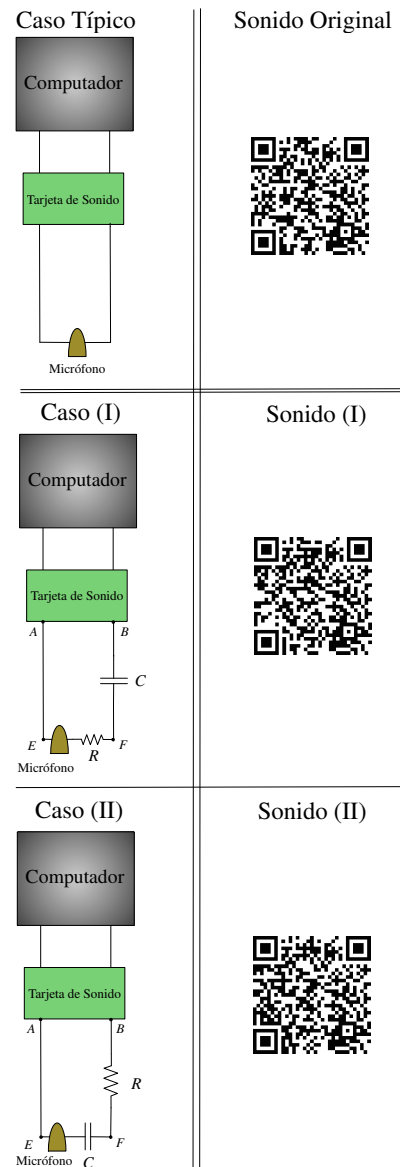 Caso Típico
Sonido Original
Computador
Tarjeta de Sonido
Micrófono
Caso (I)
Sonido (I)
Computador
Tarjeta de Sonido
A
B
C
E
R
F
Micrófono
Caso (II)
Sonido (II)
Computador
Tarjeta de Sonido
A
B
R
E
F
Micrófono
C